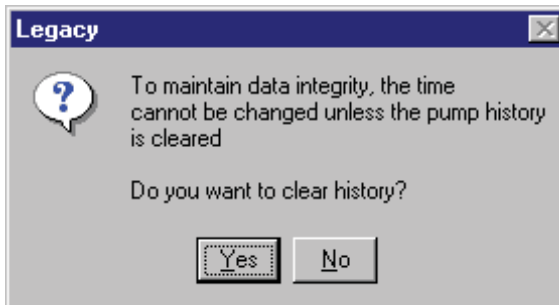 Legacy
To maintain data integrity, the time
cannot be changed unless the pump history
is cleared
Do you want to clear history?
Yes No